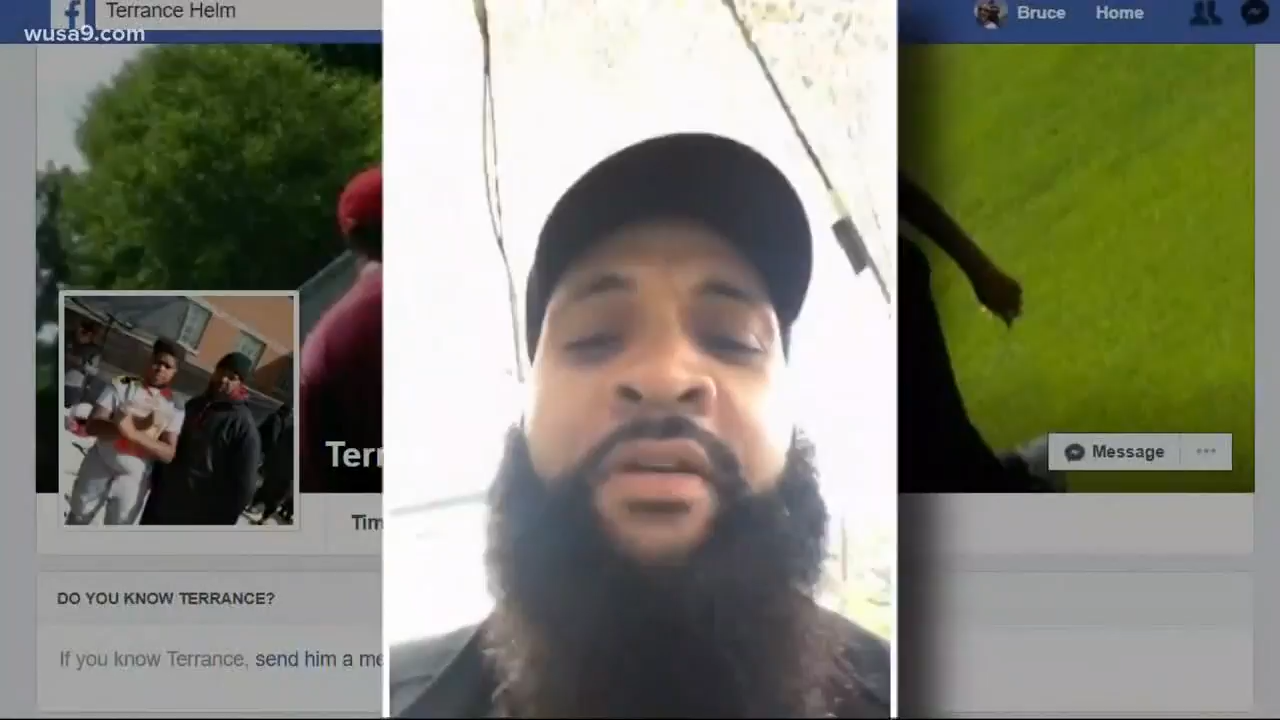 Terrance Helm
Bruce
Home
wusa9.com
Terr
Message
Tim
DO YOU KNOW TERRANCE?
If you know Terrance, send him a me